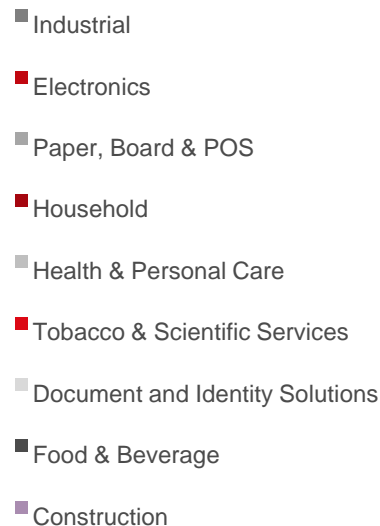 Industrial
Electronics
Paper, Board & POS
Household
Health & Personal Care
Tobacco & Scientific Services
Document and Identity Solutions
Food & Beverage
Construction